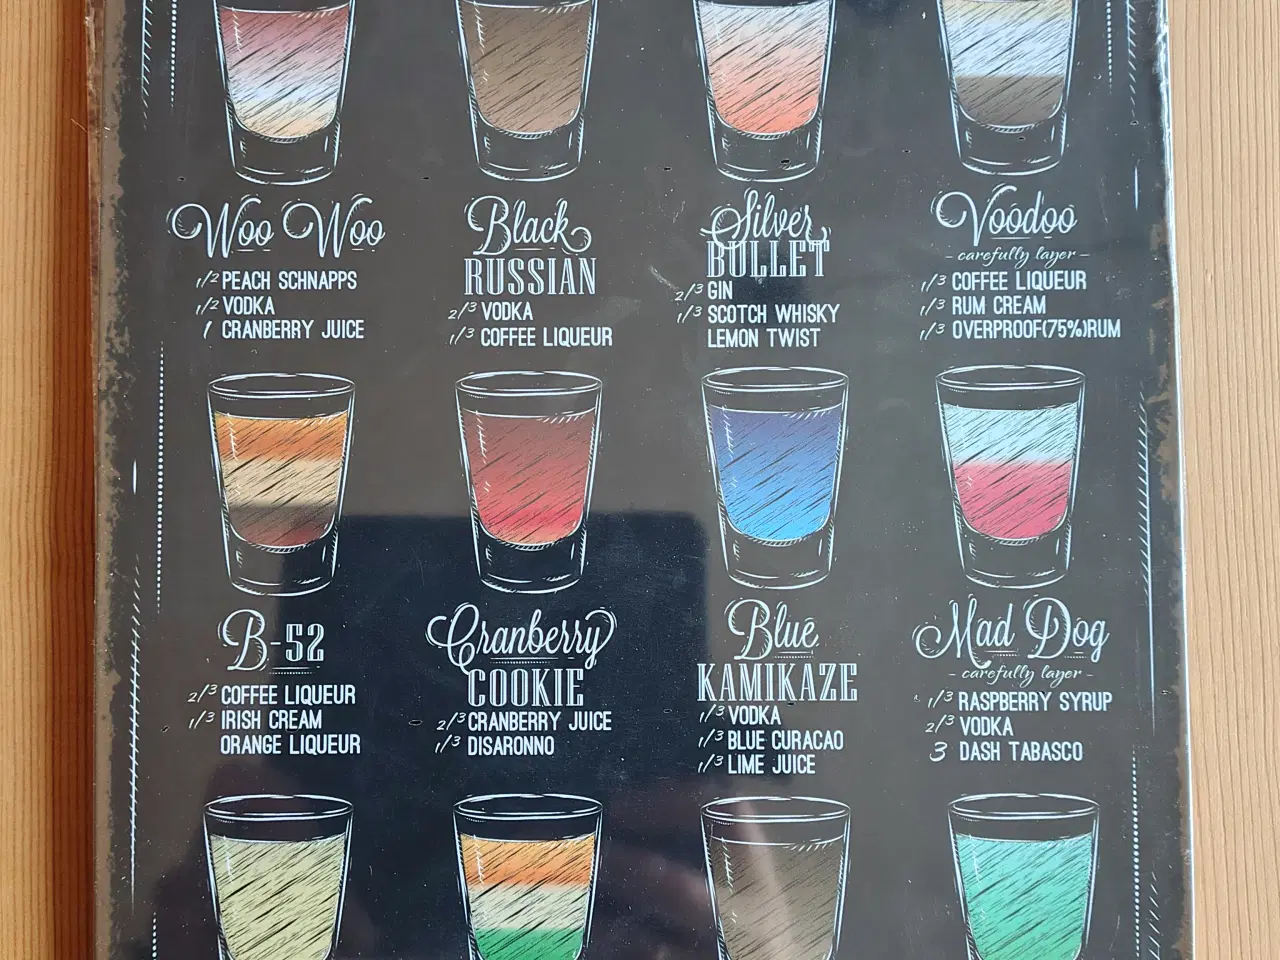 Woo Woo
1/2 PEACH SCHNAPPS
1/2 VODKA
1 CRANBERRY JUICE
Black
RUSSIAN
2/3 VODKA
1/3 COFFEE LIQUEUR
Silver
BULLET
2/3 GIN
1/3 SCOTCH WHISKY
LEMON TWIST
Voodoo
- carefully layer -
1/3 COFFEE LIQUEUR
1/3 RUM CREAM
1/3 OVERPROOF(75%)RUM
B-52
2/3 COFFEE LIQUEUR
1/3 IRISH CREAM
ORANGE LIQUEUR
Cranberry
COOKIE
2/3 CRANBERRY JUICE
1/3 DISARONNO
Blue
KAMIKAZE
1/3 VODKA
1/3 BLUE CURACAO
1/3 LIME JUICE
Mad Dog
- carefully layer -
1/3 RASPBERRY SYRUP
2/3 VODKA
3 DASH TABASCO